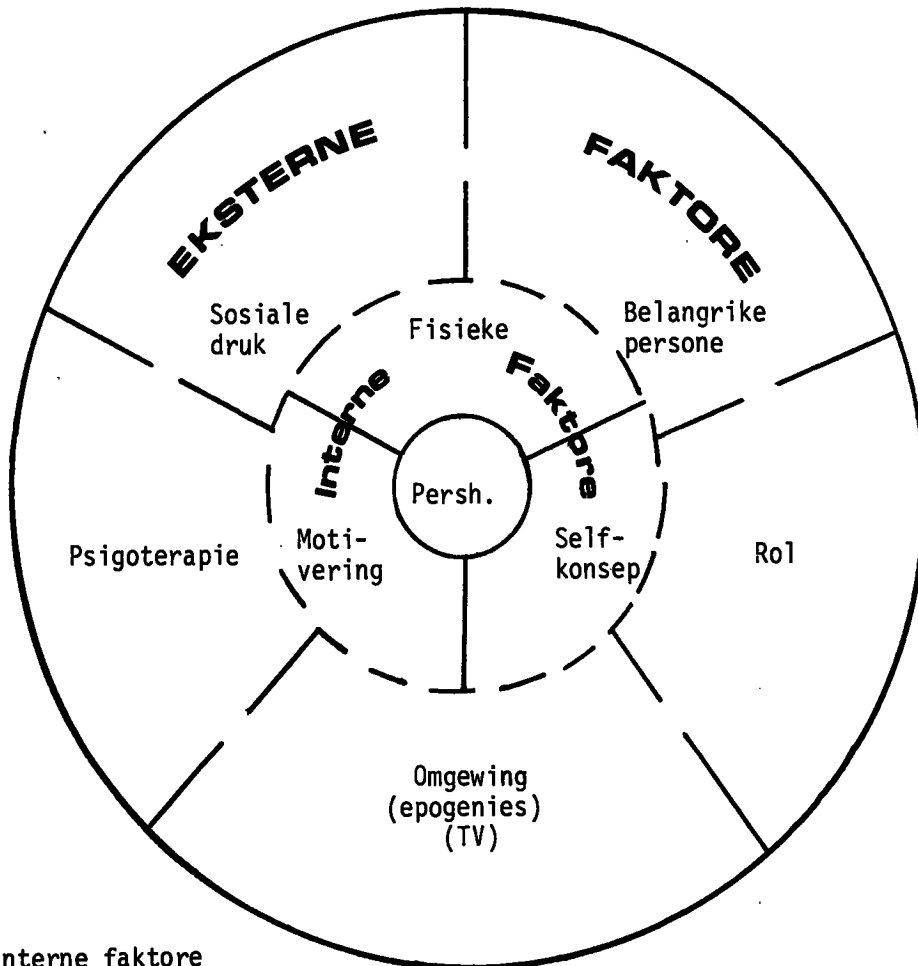 EKSTERNE FAKTORE
Sosiale
druk
Fisieke
Belangrike
persone
Interne Faktore
Persh.
Psigoterapie
Moti-
vering
Self-
konsep
Rol
Omgewing
(epogenies)
(TV)
nterne faktore